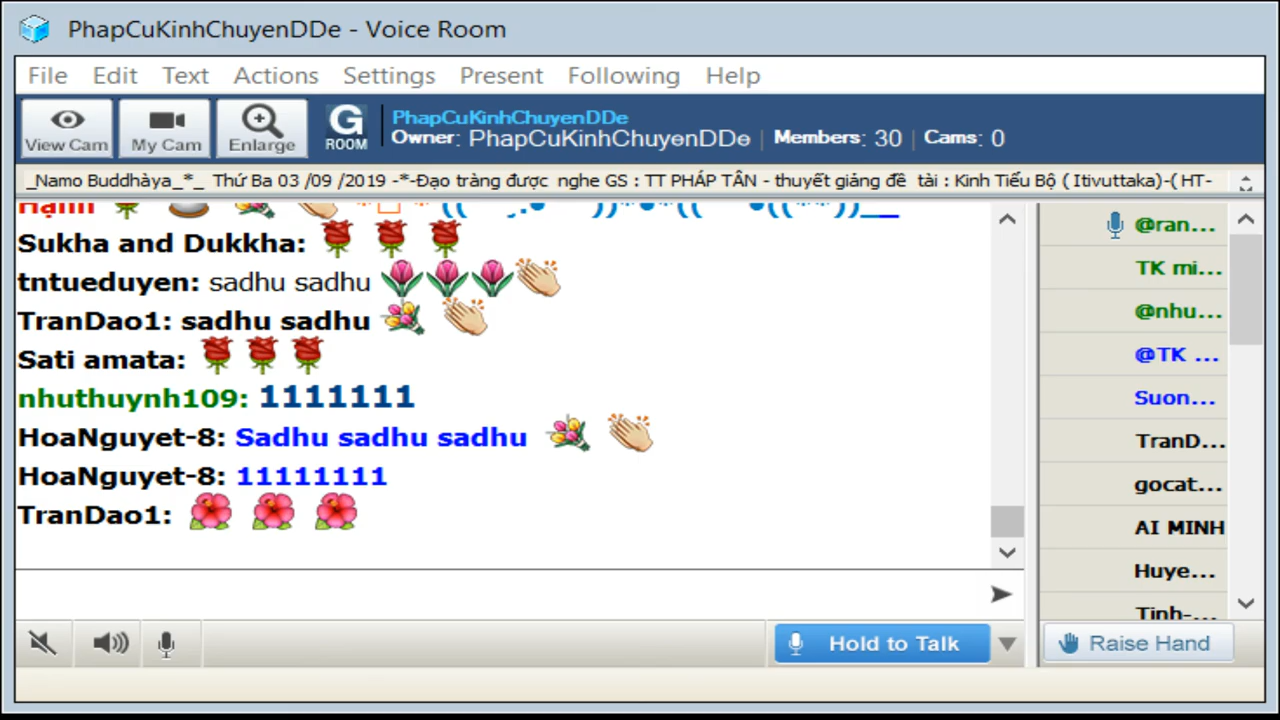 PhapCuKinhChuyenDDe - Voice Room
File Edit Text Actions Settings Present Following Help
View Cam My Cam Enlarge G ROOM
PhapCuKinhChuyenDDe
Owner: PhapCuKinhChuyenDDe | Members: 30 | Cams: 0
_Namo Buddhàya_*_ Thứ Ba 03 /09 /2019 -*-Đạo tràng được nghe GS : TT PHÁP TÂN - thuyết giảng đề tài : Kinh Tiểu Bộ ( Itivuttaka)-( HT-
Hạnh
Sukha and Dukkha:
tntueduyen: sadhu sadhu
TranDao1: sadhu sadhu
Sati amata:
nhuthuynh109: 1111111
HoaNguyet-8: Sadhu sadhu sadhu
HoaNguyet-8: 11111111
TranDao1:
@ran...
TK mi...
@nhu...
@TK ...
Suon...
TranD...
gocat...
AI MINH
Huye...
Tinh-...
Hold to Talk
Raise Hand